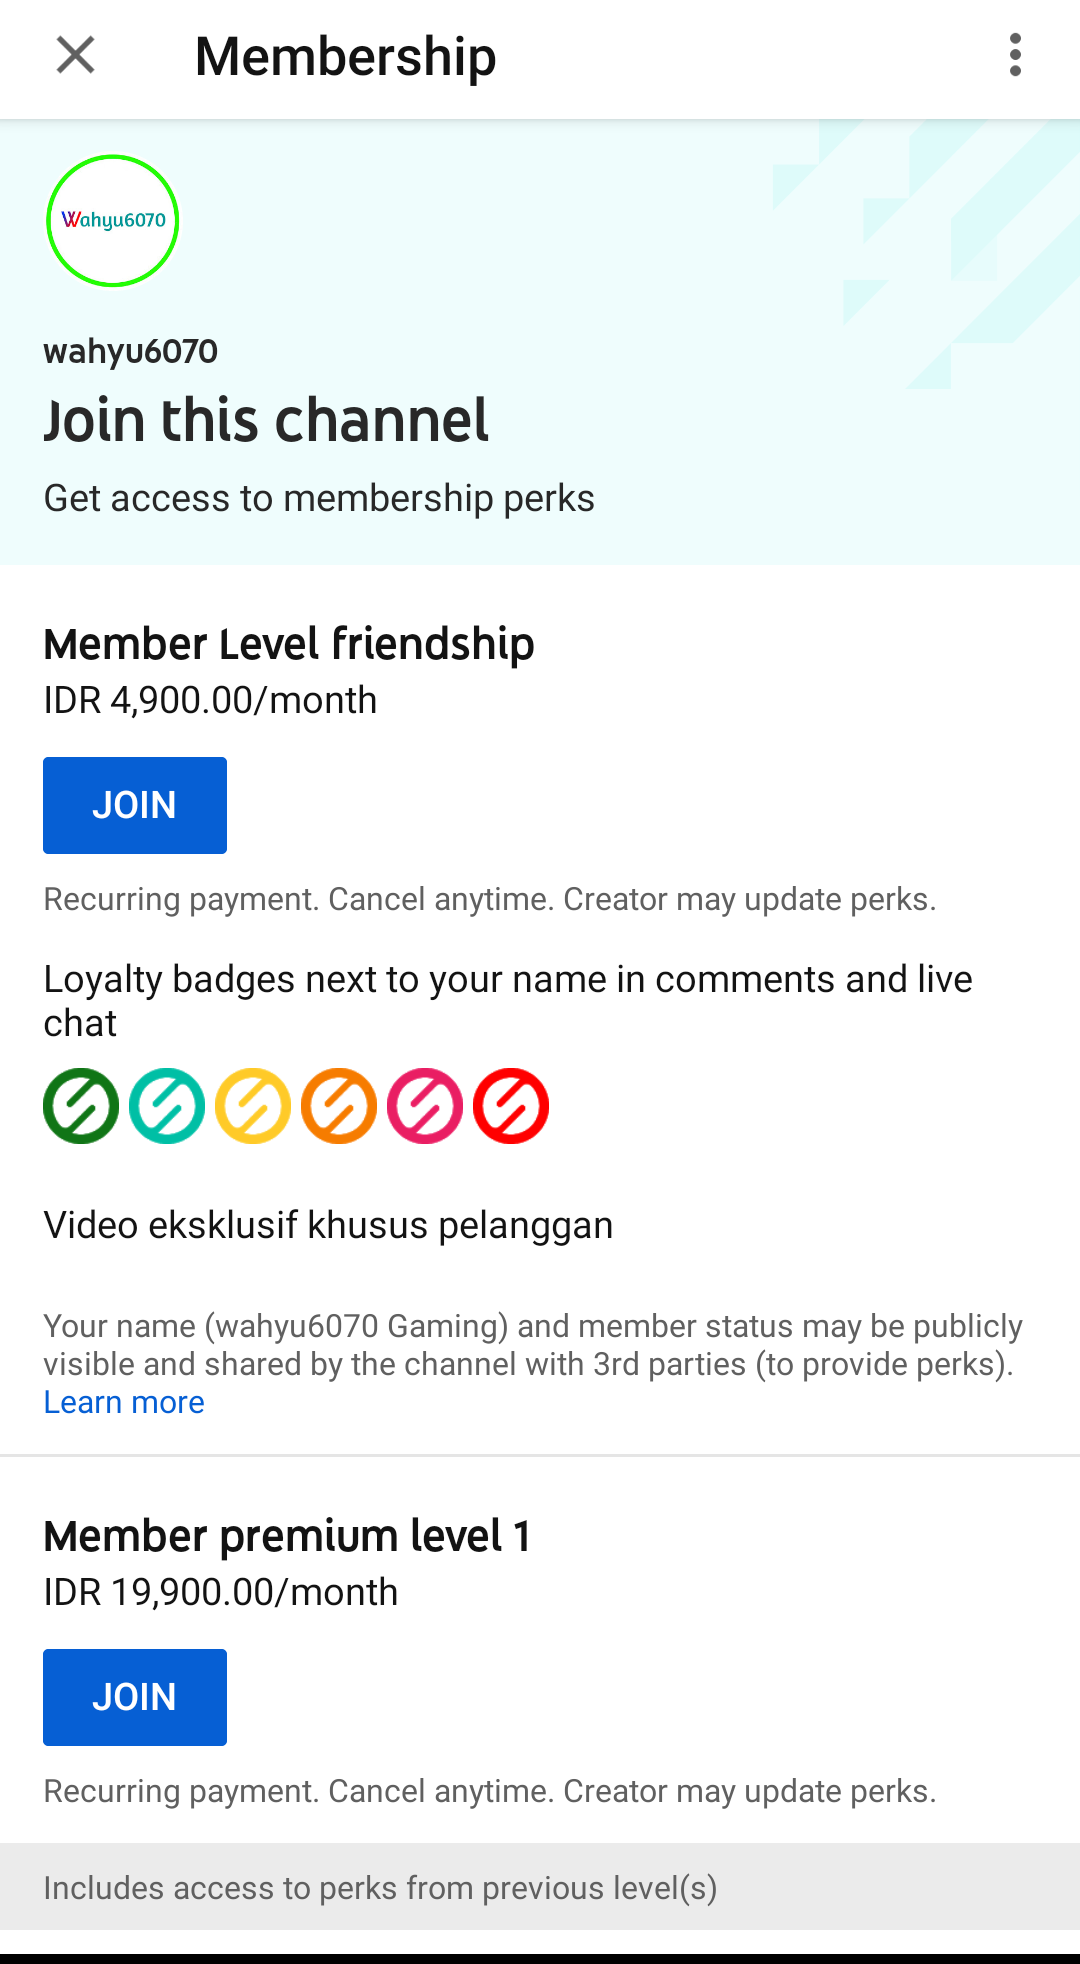 Membership
Wahyu6070
wahyu6070
Join this channel
Get access to membership perks
Member Level friendship
IDR 4,900.00/month
JOIN
Recurring payment. Cancel anytime. Creator may update perks.
Loyalty badges next to your name in comments and live
chat
Video eksklusif khusus pelanggan
Your name (wahyu6070 Gaming) and member status may be publicly
visible and shared by the channel with 3rd parties (to provide perks).
Learn more
Member premium level 1
IDR 19,900.00/month
JOIN
Recurring payment. Cancel anytime. Creator may update perks.
Includes access to perks from previous level(s)